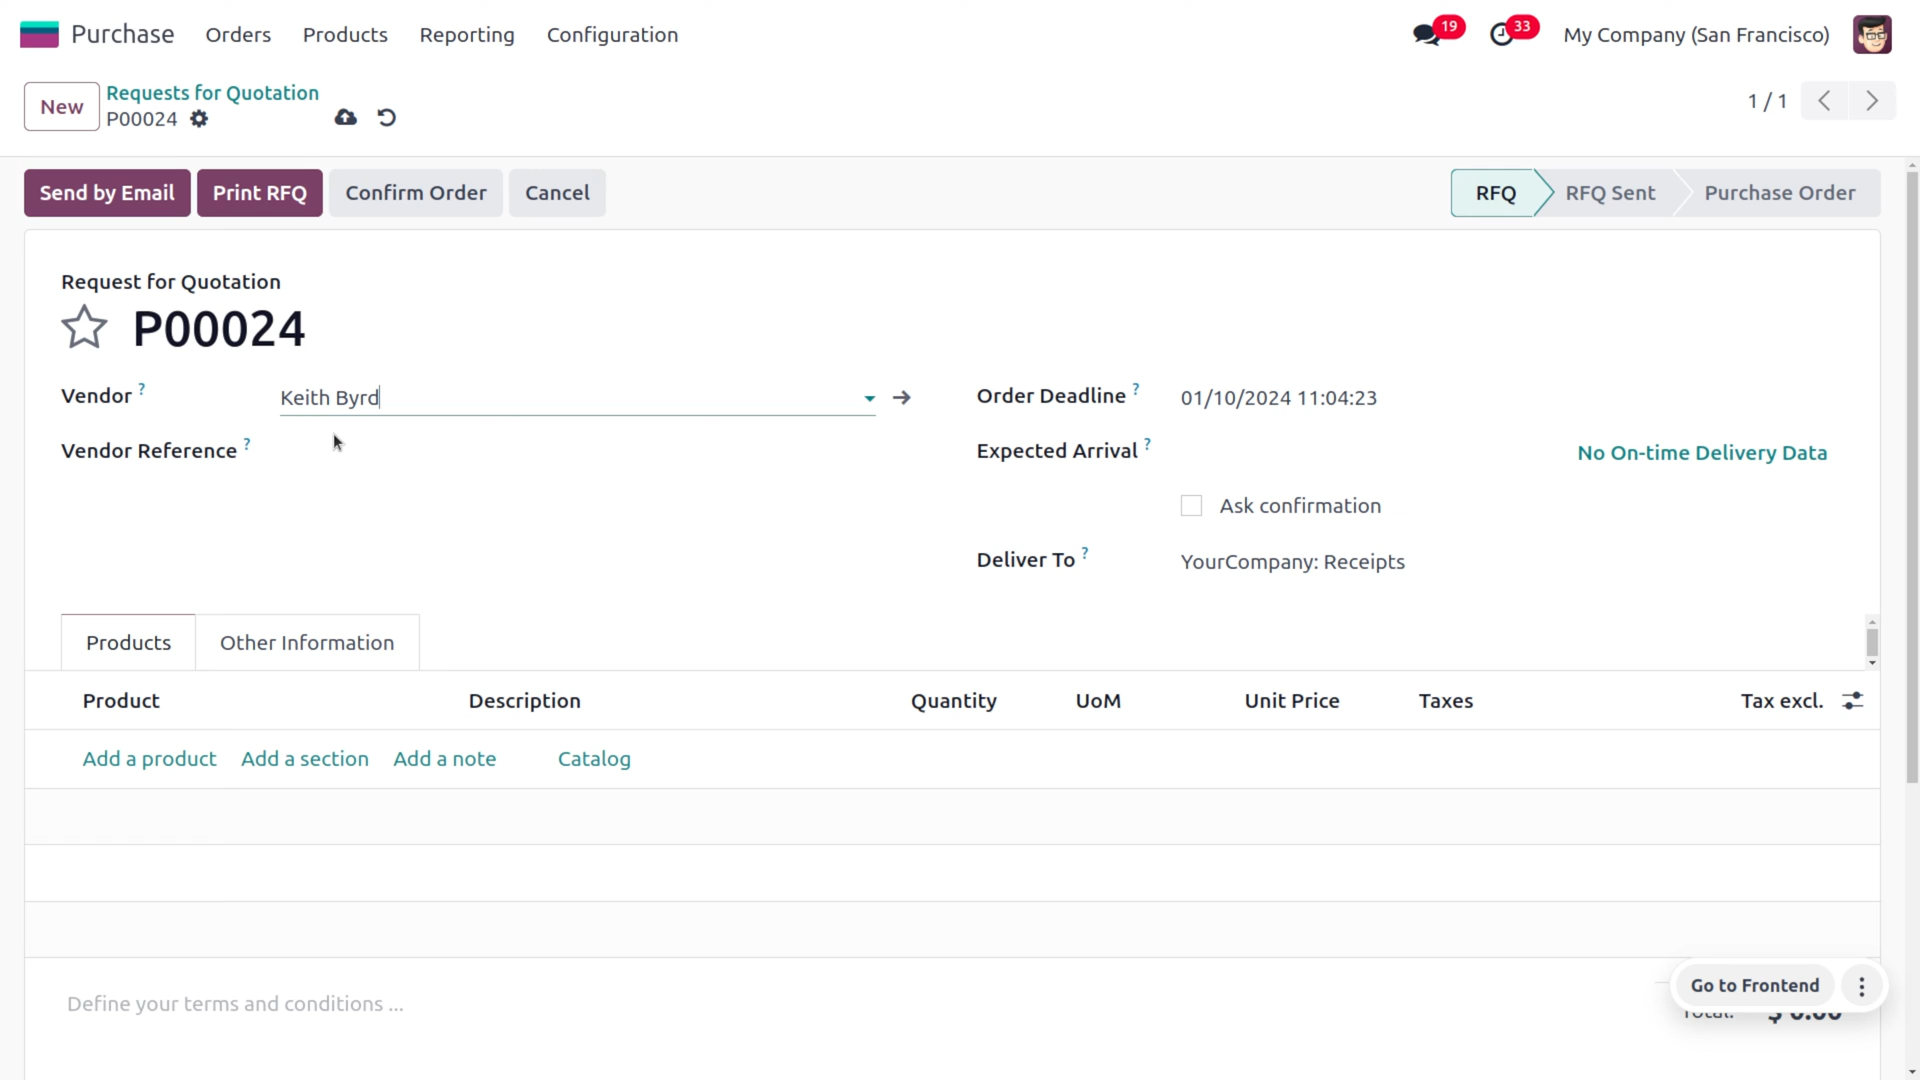 Purchase Orders Products Reporting Configuration 19 33 My Company (San Francisco)
New Requests for Quotation
P00024 1 / 1
Send by Email Print RFQ Confirm Order Cancel RFQ RFQ Sent Purchase Order
Request for Quotation
P00024
Vendor ? Keith Byrd Order Deadline ? 01/10/2024 11:04:23
Vendor Reference ? Expected Arrival ? No On-time Delivery Data
Ask confirmation
Deliver To ? YourCompany: Receipts
Products Other Information
Product Description Quantity UoM Unit Price Taxes Tax excl.
Add a product Add a section Add a note Catalog
Go to Frontend
Define your terms and conditions ...
Total: $ 0.00